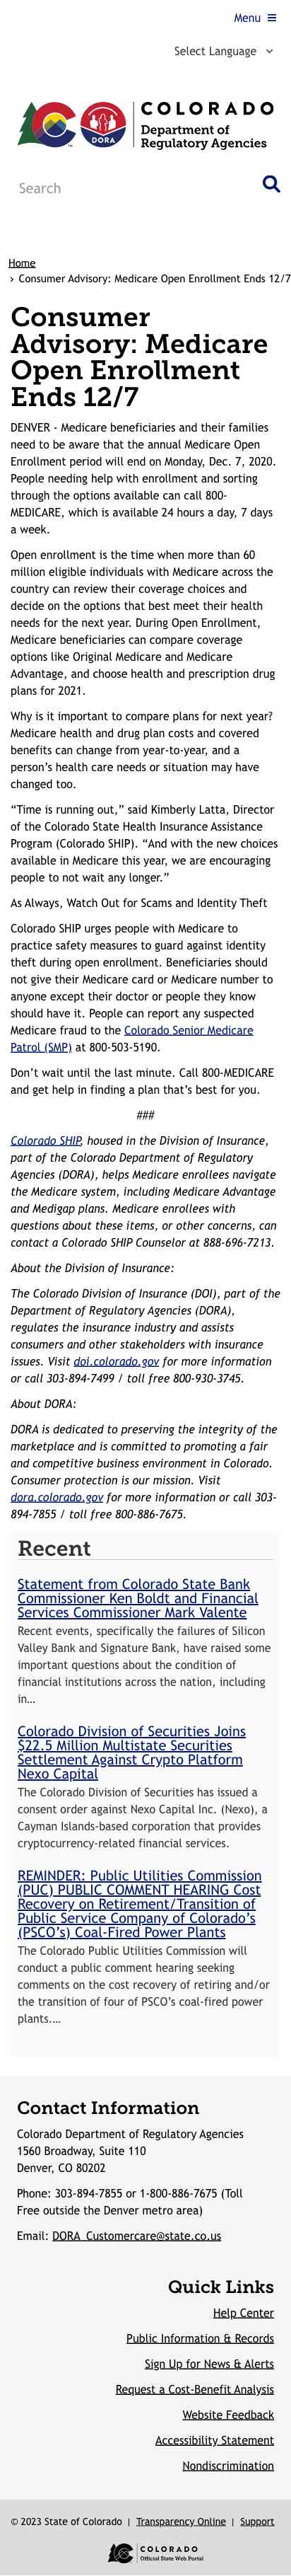 Menu
Select Language
DORA
COLORADO
Department of
Regulatory Agencies
Search
Home
› Consumer Advisory: Medicare Open Enrollment Ends 12/7
Consumer
Advisory: Medicare
Open Enrollment
Ends 12/7
DENVER - Medicare beneficiaries and their families
need to be aware that the annual Medicare Open
Enrollment period will end on Monday, Dec. 7, 2020.
People needing help with enrollment and sorting
through the options available can call 800-
MEDICARE, which is available 24 hours a day, 7 days
a week.
Open enrollment is the time when more than 60
million eligible individuals with Medicare across the
country can review their coverage choices and
decide on the options that best meet their health
needs for the next year. During Open Enrollment,
Medicare beneficiaries can compare coverage
options like Original Medicare and Medicare
Advantage, and choose health and prescription drug
plans for 2021.
Why is it important to compare plans for next year?
Medicare health and drug plan costs and covered
benefits can change from year-to-year, and a
person’s health care needs or situation may have
changed too.
“Time is running out,” said Kimberly Latta, Director
of the Colorado State Health Insurance Assistance
Program (Colorado SHIP). “And with the new choices
available in Medicare this year, we are encouraging
people to not wait any longer.”
As Always, Watch Out for Scams and Identity Theft
Colorado SHIP urges people with Medicare to
practice safety measures to guard against identity
theft during open enrollment. Beneficiaries should
not give their Medicare card or Medicare number to
anyone except their doctor or people they know
should have it. People can report any suspected
Medicare fraud to the Colorado Senior Medicare
Patrol (SMP) at 800-503-5190.
Don’t wait until the last minute. Call 800-MEDICARE
and get help in finding a plan that’s best for you.
###
Colorado SHIP, housed in the Division of Insurance,
part of the Colorado Department of Regulatory
Agencies (DORA), helps Medicare enrollees navigate
the Medicare system, including Medicare Advantage
and Medigap plans. Medicare enrollees with
questions about these items, or other concerns, can
contact a Colorado SHIP Counselor at 888-696-7213.
About the Division of Insurance:
The Colorado Division of Insurance (DOI), part of the
Department of Regulatory Agencies (DORA),
regulates the insurance industry and assists
consumers and other stakeholders with insurance
issues. Visit doi.colorado.gov for more information
or call 303-894-7499 / toll free 800-930-3745.
About DORA:
DORA is dedicated to preserving the integrity of the
marketplace and is committed to promoting a fair
and competitive business environment in Colorado.
Consumer protection is our mission. Visit
dora.colorado.gov for more information or call 303-
894-7855 / toll free 800-886-7675.
Recent
Statement from Colorado State Bank
Commissioner Ken Boldt and Financial
Services Commissioner Mark Valente
Recent events, specifically the failures of Silicon
Valley Bank and Signature Bank, have raised some
important questions about the condition of
financial institutions across the nation, including
in…
Colorado Division of Securities Joins
$22.5 Million Multistate Securities
Settlement Against Crypto Platform
Nexo Capital
The Colorado Division of Securities has issued a
consent order against Nexo Capital Inc. (Nexo), a
Cayman Islands-based corporation that provides
cryptocurrency-related financial services.
REMINDER: Public Utilities Commission
(PUC) PUBLIC COMMENT HEARING Cost
Recovery on Retirement/Transition of
Public Service Company of Colorado’s
(PSCO’s) Coal-Fired Power Plants
The Colorado Public Utilities Commission will
conduct a public comment hearing seeking
comments on the cost recovery of retiring and/or
the transition of four of PSCO’s coal-fired power
plants.…
Contact Information
Colorado Department of Regulatory Agencies
1560 Broadway, Suite 110
Denver, CO 80202
Phone: 303-894-7855 or 1-800-886-7675 (Toll
Free outside the Denver metro area)
Email: DORA_Customercare@state.co.us
Quick Links
Help Center
Public Information & Records
Sign Up for News & Alerts
Request a Cost-Benefit Analysis
Website Feedback
Accessibility Statement
Nondiscrimination
© 2023 State of Colorado | Transparency Online | Support
COLORADO
Official State Web Portal